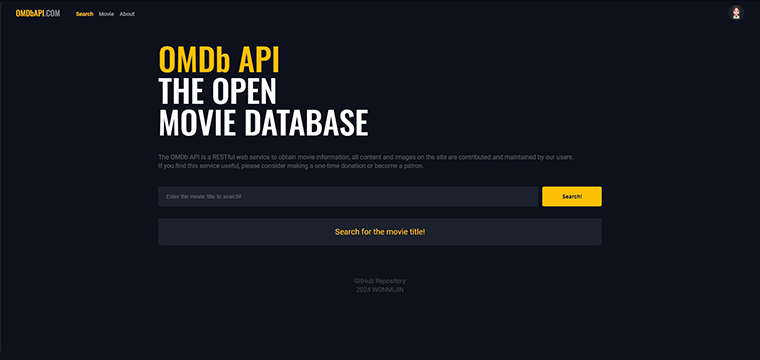 OMDbAPI.COM
Search Movie About
OMDb API
THE OPEN
MOVIE DATABASE
The OMDb API is a RESTful web service to obtain movie information, all content and images on the site are contributed and maintained by our users.
If you find this service useful, please consider making a one-time donation or become a patron.
Enter the movie title to search!
Search!
Search for the movie title!
GitHub Repository
2024 WONMIJIN